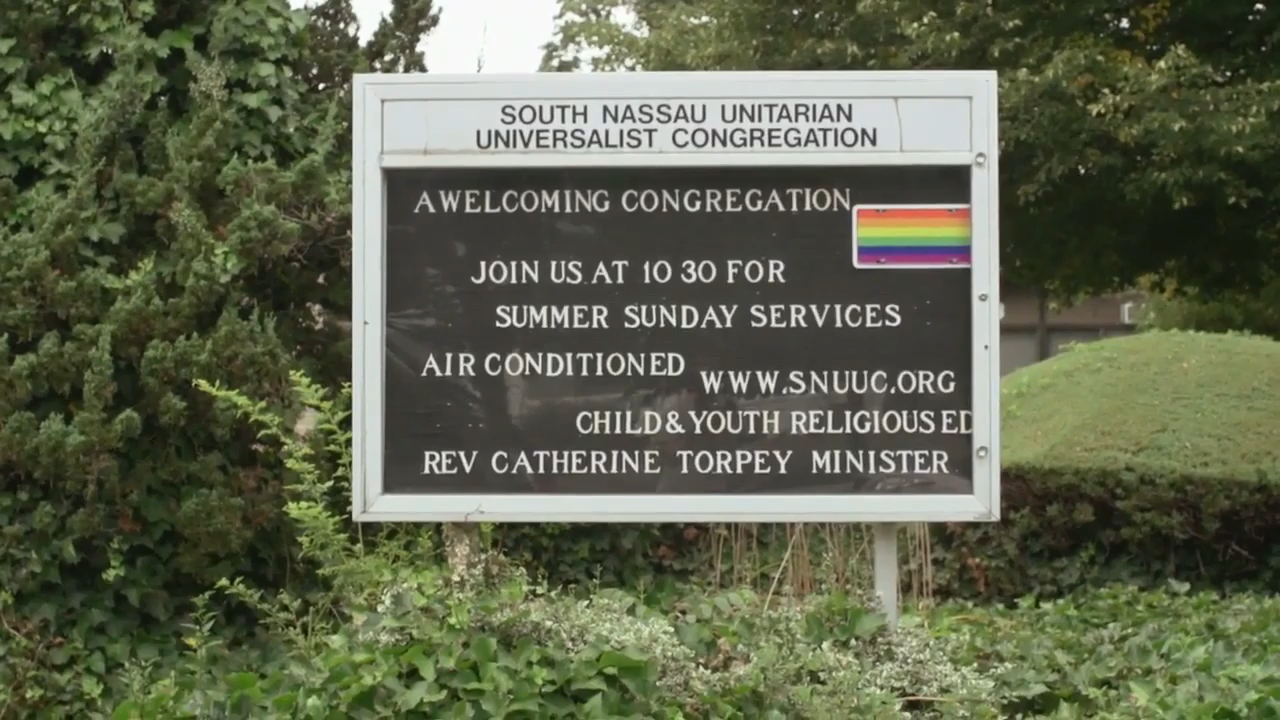 SOUTH NASSAU UNITARIAN
UNIVERSALIST CONGREGATION
A WELCOMING CONGREGATION
JOIN US AT 10 30 FOR
SUMMER SUNDAY SERVICES
AIR CONDITIONED
WWW.SNUUC.ORG
CHILD & YOUTH RELIGIOUS ED
REV CATHERINE TORPEY MINISTER